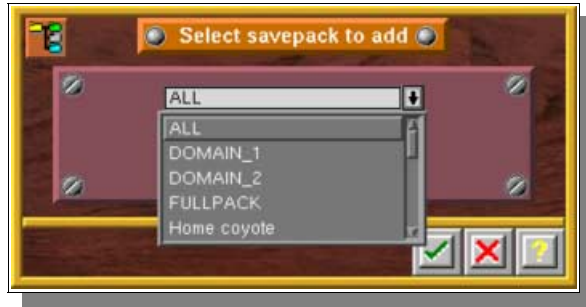 Select savepack to add
ALL
ALL
DOMAIN_1
DOMAIN_2
FULLPACK
Home coyote
?